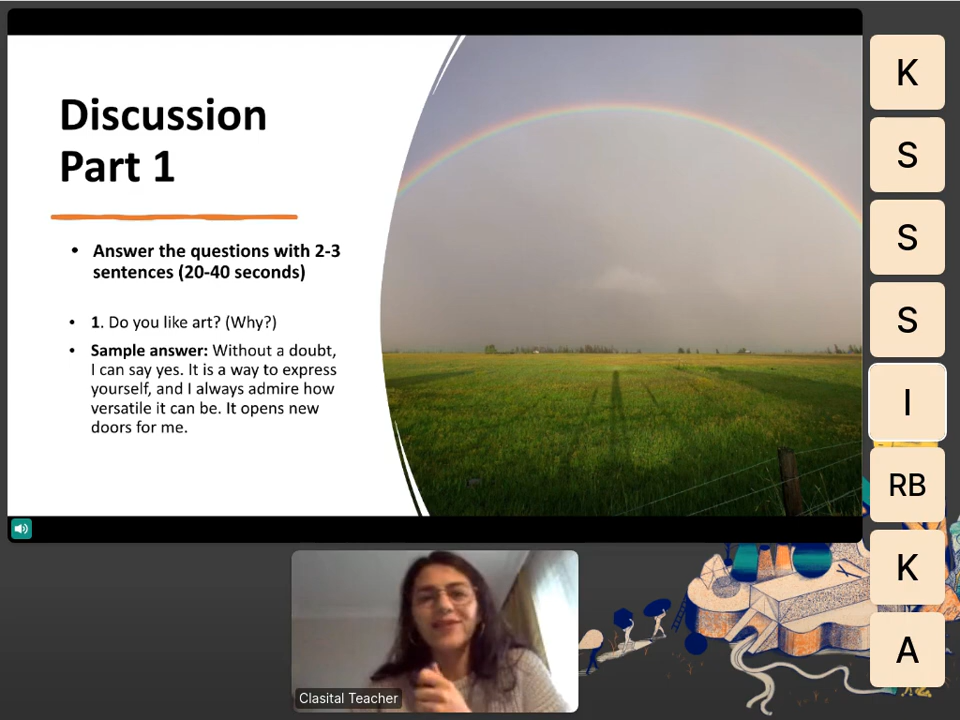 Discussion
Part 1
• Answer the questions with 2-3
sentences (20-40 seconds)
• 1. Do you like art? (Why?)
• Sample answer: Without a doubt,
I can say yes. It is a way to express
yourself, and I always admire how
versatile it can be. It opens new
doors for me.
Clasital Teacher
K
S
S
S
I
RB
K
A